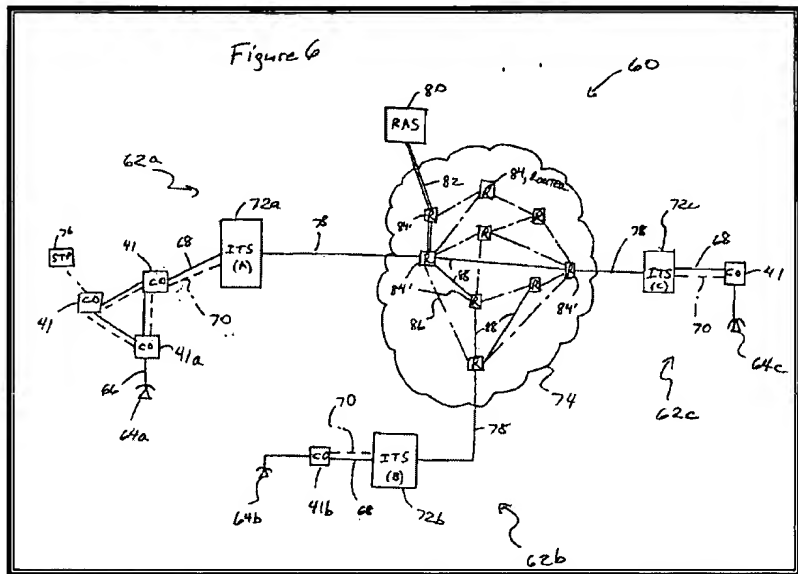 Figure 6
60
80
RAS
62a
82
84, ROUTER
72a
84'
R
R
R
R
76
STP
41
68
ITS
(A)
78
R
88
R
78
72c
ITS
(C)
68
CO
41
CO
41
CO
70
84'
84'
R
R
70
CO
41a
86
88
64c
66
R
74
62c
64a
70
78
CO
ITS
(B)
64b
41b
68
72b
62b